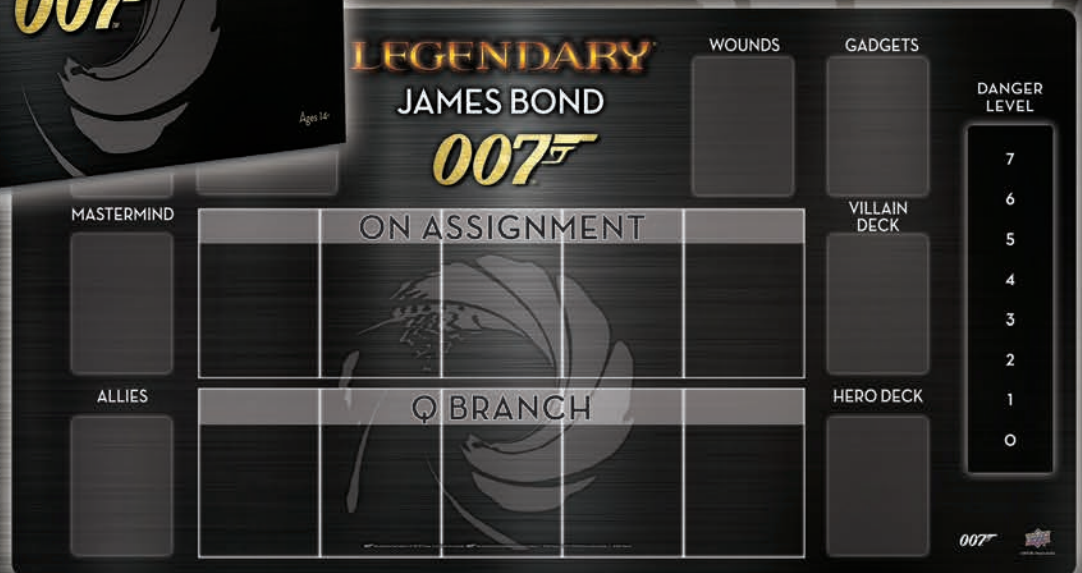 007
Ages 14+
LEGENDARY
JAMES BOND
007
WOUNDS
GADGETS
DANGER
LEVEL
7
6
5
4
3
2
1
0
MASTERMIND
ON ASSIGNMENT
VILLAIN
DECK
ALLIES
Q BRANCH
HERO DECK
007